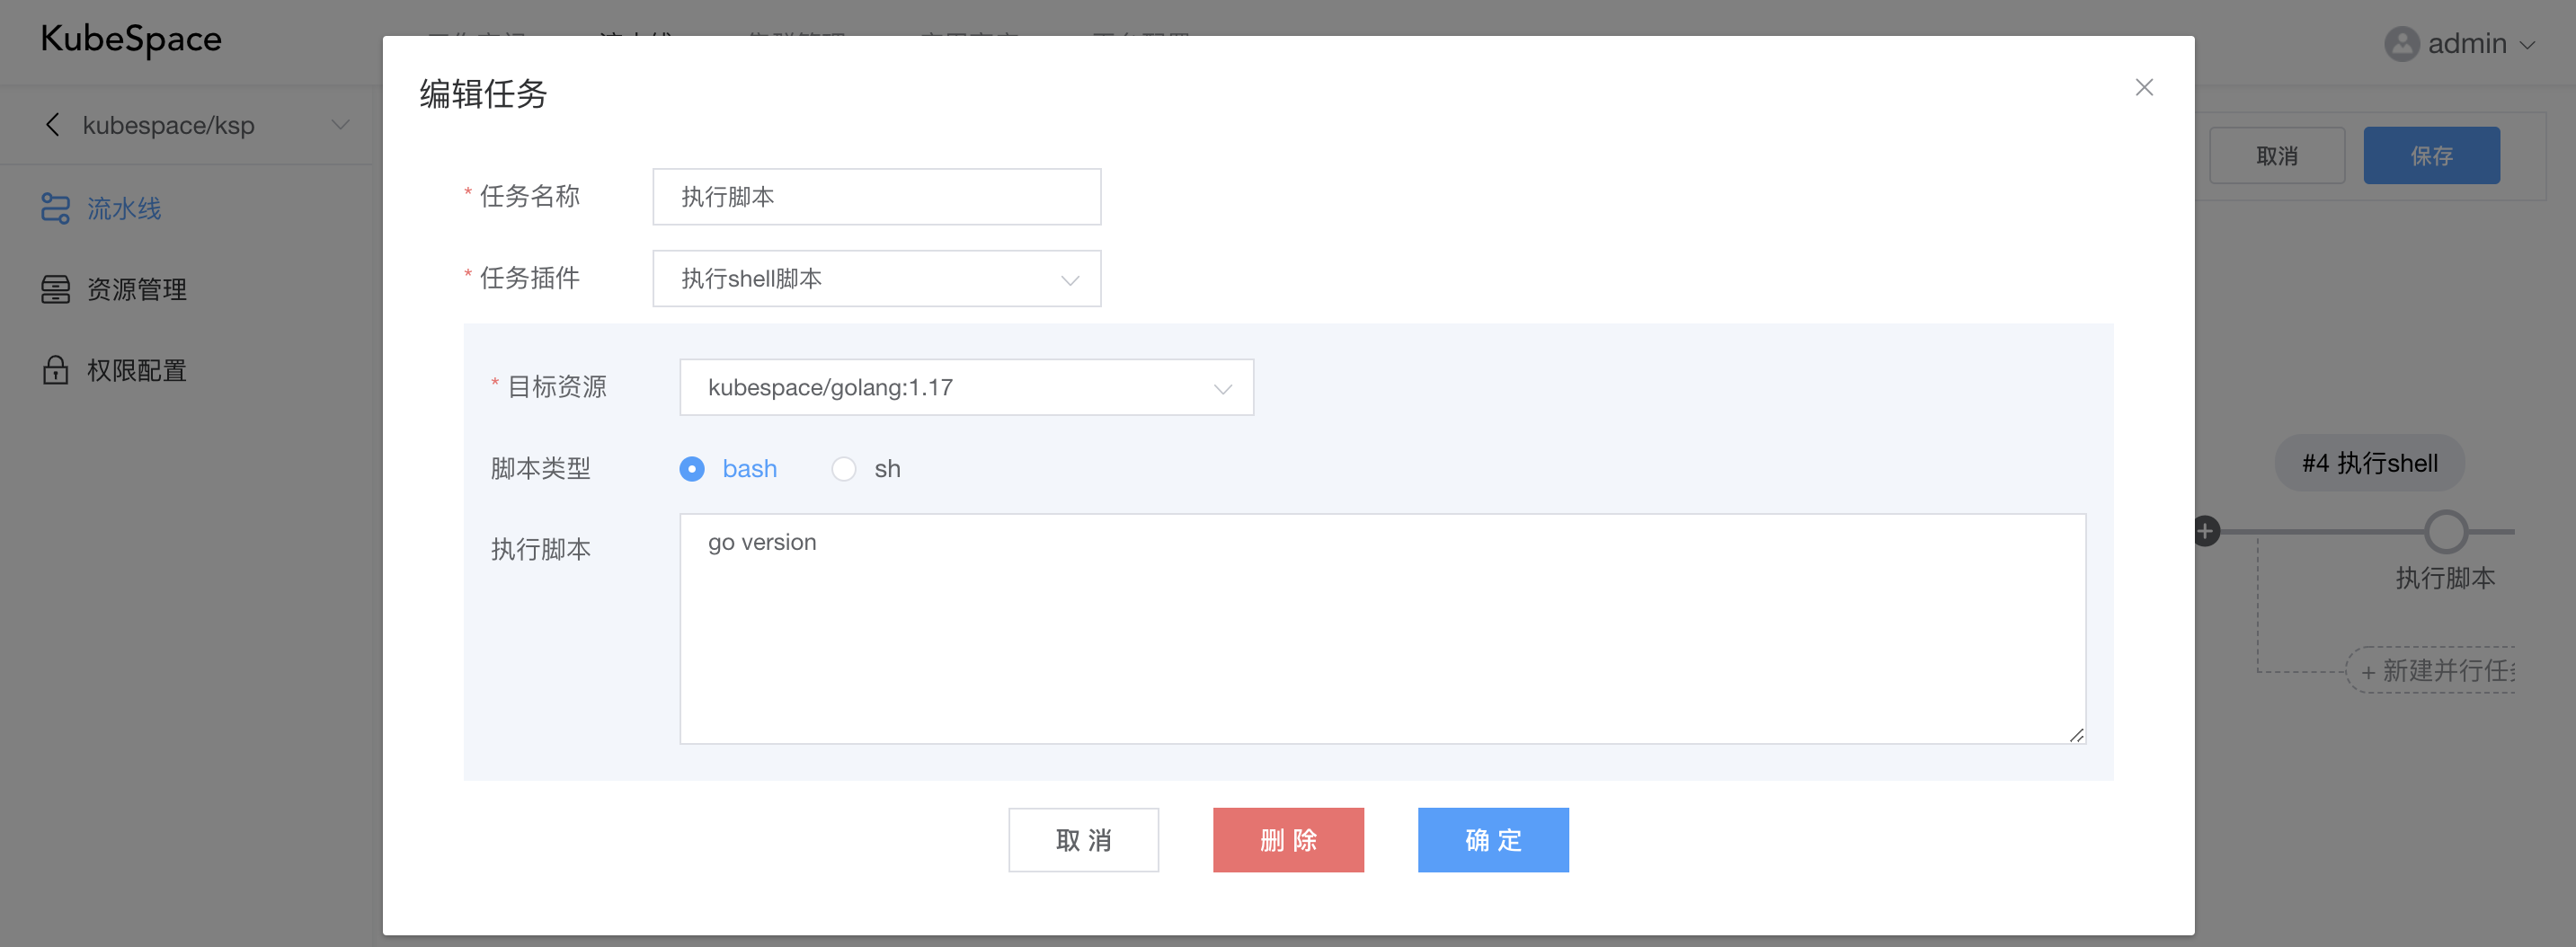 KubeSpace
admin
kubespace/ksp
流水线
资源管理
权限配置
编辑任务
* 任务名称
执行脚本
* 任务插件
执行shell脚本
* 目标资源
kubespace/golang:1.17
脚本类型
bash
sh
执行脚本
go version
取 消
删 除
确 定
取消
保存
#4 执行shell
执行脚本
+ 新建并行任